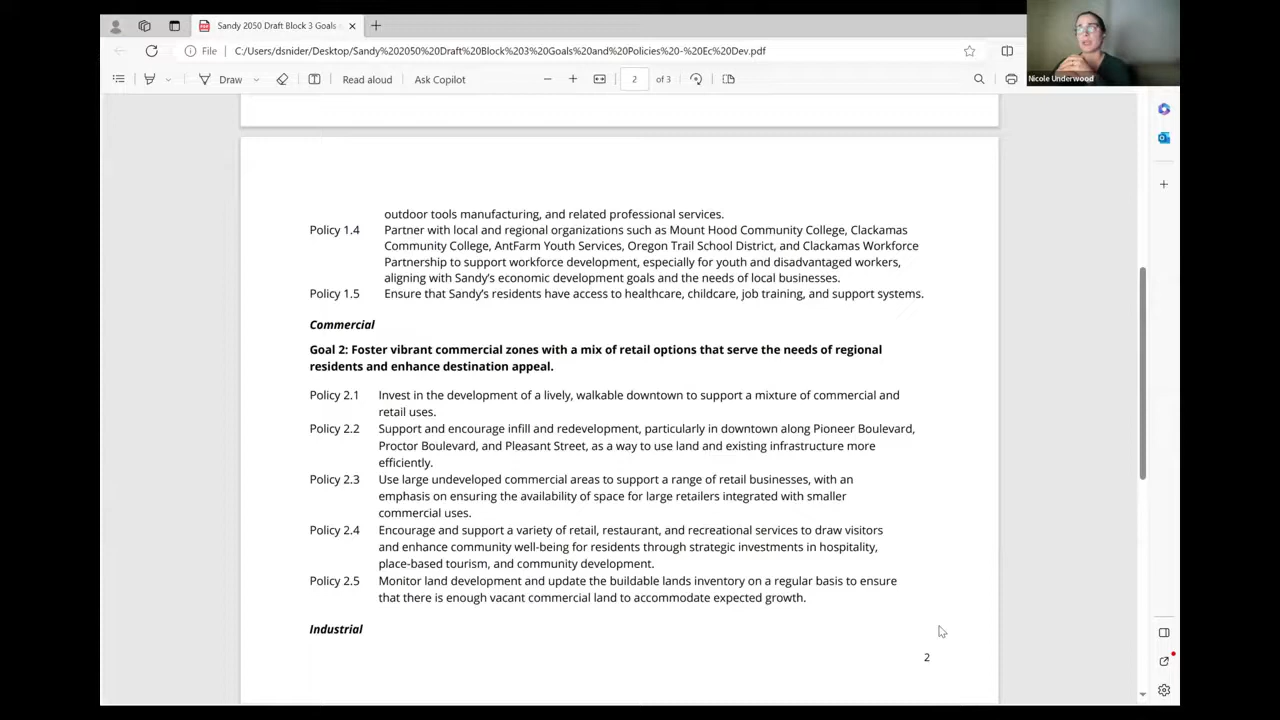 Sandy 2050 Draft Block 3 Goals
File
C:/Users/dsnider/Desktop/Sandy%202050%20Draft%20Block%203%20Goals%20and%20Policies%20-%20Ec%20Dev.pdf
Draw
Read aloud
Ask Copilot
2 of 3
Nicole Underwood
outdoor tools manufacturing, and related professional services.
Policy 1.4 Partner with local and regional organizations such as Mount Hood Community College, Clackamas
Community College, AntFarm Youth Services, Oregon Trail School District, and Clackamas Workforce
Partnership to support workforce development, especially for youth and disadvantaged workers,
aligning with Sandy's economic development goals and the needs of local businesses.
Policy 1.5 Ensure that Sandy's residents have access to healthcare, childcare, job training, and support systems.
Commercial
Goal 2: Foster vibrant commercial zones with a mix of retail options that serve the needs of regional
residents and enhance destination appeal.
Policy 2.1 Invest in the development of a lively, walkable downtown to support a mixture of commercial and
retail uses.
Policy 2.2 Support and encourage infill and redevelopment, particularly in downtown along Pioneer Boulevard,
Proctor Boulevard, and Pleasant Street, as a way to use land and existing infrastructure more
efficiently.
Policy 2.3 Use large undeveloped commercial areas to support a range of retail businesses, with an
emphasis on ensuring the availability of space for large retailers integrated with smaller
commercial uses.
Policy 2.4 Encourage and support a variety of retail, restaurant, and recreational services to draw visitors
and enhance community well-being for residents through strategic investments in hospitality,
place-based tourism, and community development.
Policy 2.5 Monitor land development and update the buildable lands inventory on a regular basis to ensure
that there is enough vacant commercial land to accommodate expected growth.
Industrial
2